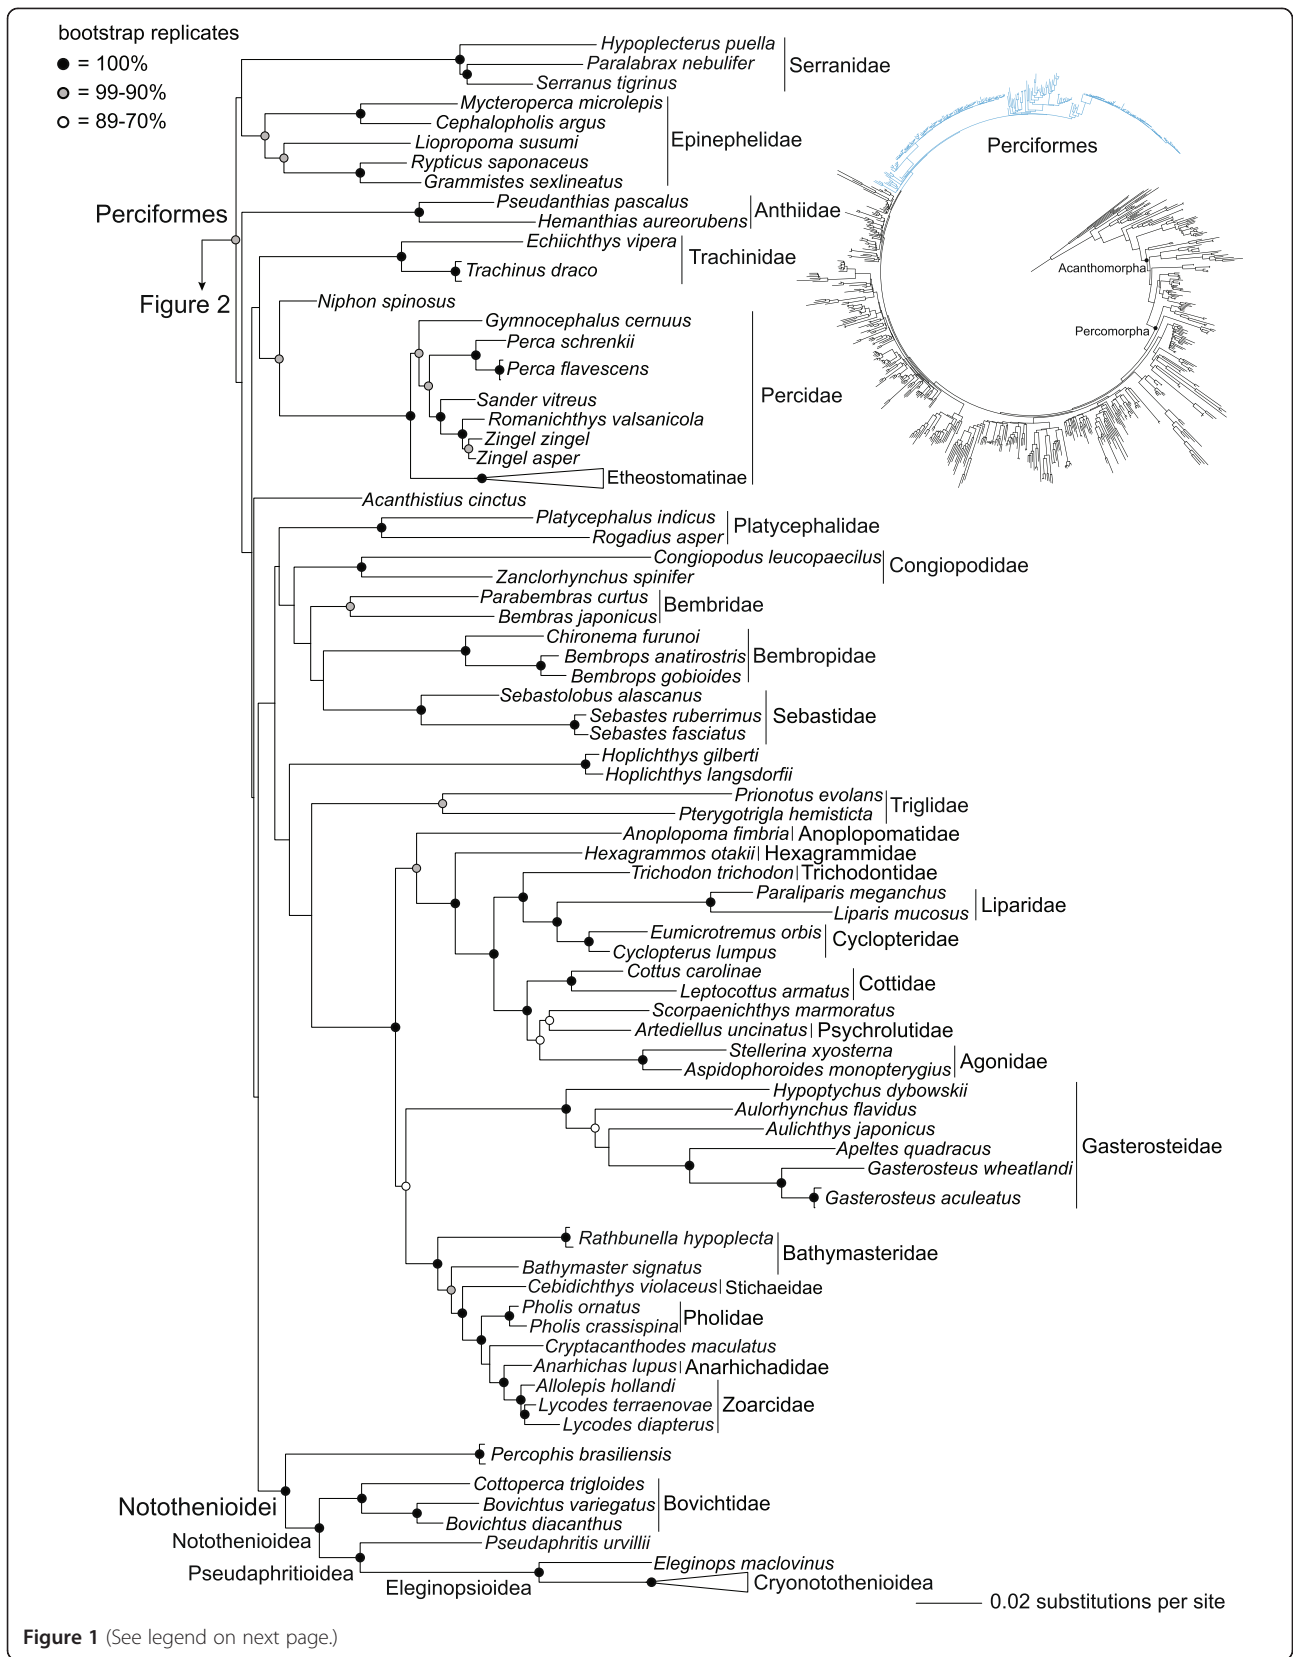 bootstrap replicates
= 100%
= 99-90%
= 89-70%
Hypoplecterus puella
Paralabrax nebulifer
Serranus tigrinus
Serranidae
Mycteroperca microlepis
Cephalopholis argus
Liopropoma susumi
Rypticus saponaceus
Grammistes sexlineatus
Epinephelidae
Perciformes
Figure 2
Pseudanthias pascalus
Hemanthias aureorubens
Anthiidae
Echiichthys vipera
Trachinus draco
Trachinidae
Niphon spinosus
Gymnocephalus cernuus
Perca schrenkii
Perca flavescens
Sander vitreus
Romanichthys valsanicola
Zingel zingel
Zingel asper
Etheostomatinae
Percidae
Perciformes
Acanthomorpha
Percomorpha
Acanthistius cinctus
Platycephalus indicus
Rogadius asper
Platycephalidae
Congiopodus leucopaecilus
Zanclorhynchus spinifer
Congiopodidae
Parabembras curtus
Bembras japonicus
Bembridae
Chironema furunoi
Bembrops anatirostris
Bembrops gobioides
Bembropidae
Sebastolobus alascanus
Sebastes ruberrimus
Sebastes fasciatus
Sebastidae
Hoplichthys gilberti
Hoplichthys langsdorfii
Prionotus evolans
Pterygotrigla hemisticta
Triglidae
Anoplopoma fimbria Anoplopomatidae
Hexagrammos otakii Hexagrammidae
Trichodon trichodon Trichodontidae
Paraliparis meganchus
Liparis mucosus
Liparidae
Eumicrotremus orbis
Cyclopterus lumpus
Cyclopteridae
Cottus carolinae
Leptocottus armatus
Cottidae
Scorpaenichthys marmoratus
Artediellus uncinatus Psychrolutidae
Stellerina xyosterna
Aspidophoroides monopterygius
Agonidae
Hypoptychus dybowskii
Aulorhynchus flavidus
Aulichthys japonicus
Apeltes quadracus
Gasterosteus wheatlandi
Gasterosteus aculeatus
Gasterosteidae
Rathbunella hypoplecta
Bathymaster signatus
Bathymasteridae
Cebidichthys violaceus Stichaeidae
Pholis ornatus
Pholis crassispina
Pholidae
Cryptacanthodes maculatus
Anarhichas lupus Anarhichadidae
Allolepis hollandi
Lycodes terraenovae
Lycodes diapterus
Zoarcidae
Percophis brasiliensis
Notothenioidei
Cottoperca trigloides
Bovichtus variegatus
Bovichtus diacanthus
Bovichtidae
Notothenioidea
Pseudaphritis urvillii
Pseudaphritioidea
Eleginops maclovinus
Eleginopsioidea
Cryonotothenioidea
0.02 substitutions per site
Figure 1 (See legend on next page.)